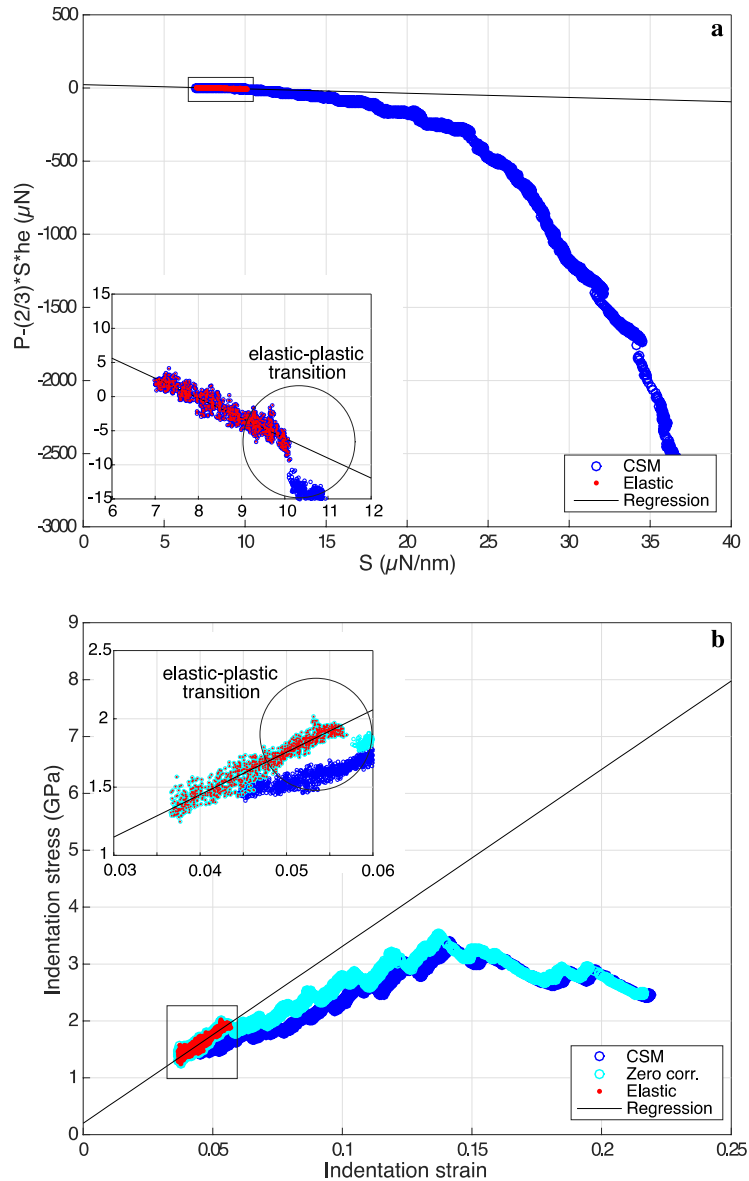 a
500
0
-500
-1000
-1500
-2000
-2500
-3000
P-(2/3)*S*he (µN)
0 5 10 15 20 25 30 35 40
S (µN/nm)
15
10
5
0
-5
-10
-15
6 7 8 9 10 11 12
elastic-plastic
transition
CSM
Elastic
Regression
b
9
8
7
6
5
4
3
2
1
0
Indentation stress (GPa)
0 0.05 0.1 0.15 0.2 0.25
Indentation strain
2.5
2
1.5
1
0.03 0.04 0.05 0.06
elastic-plastic
transition
CSM
Zero corr.
Elastic
Regression